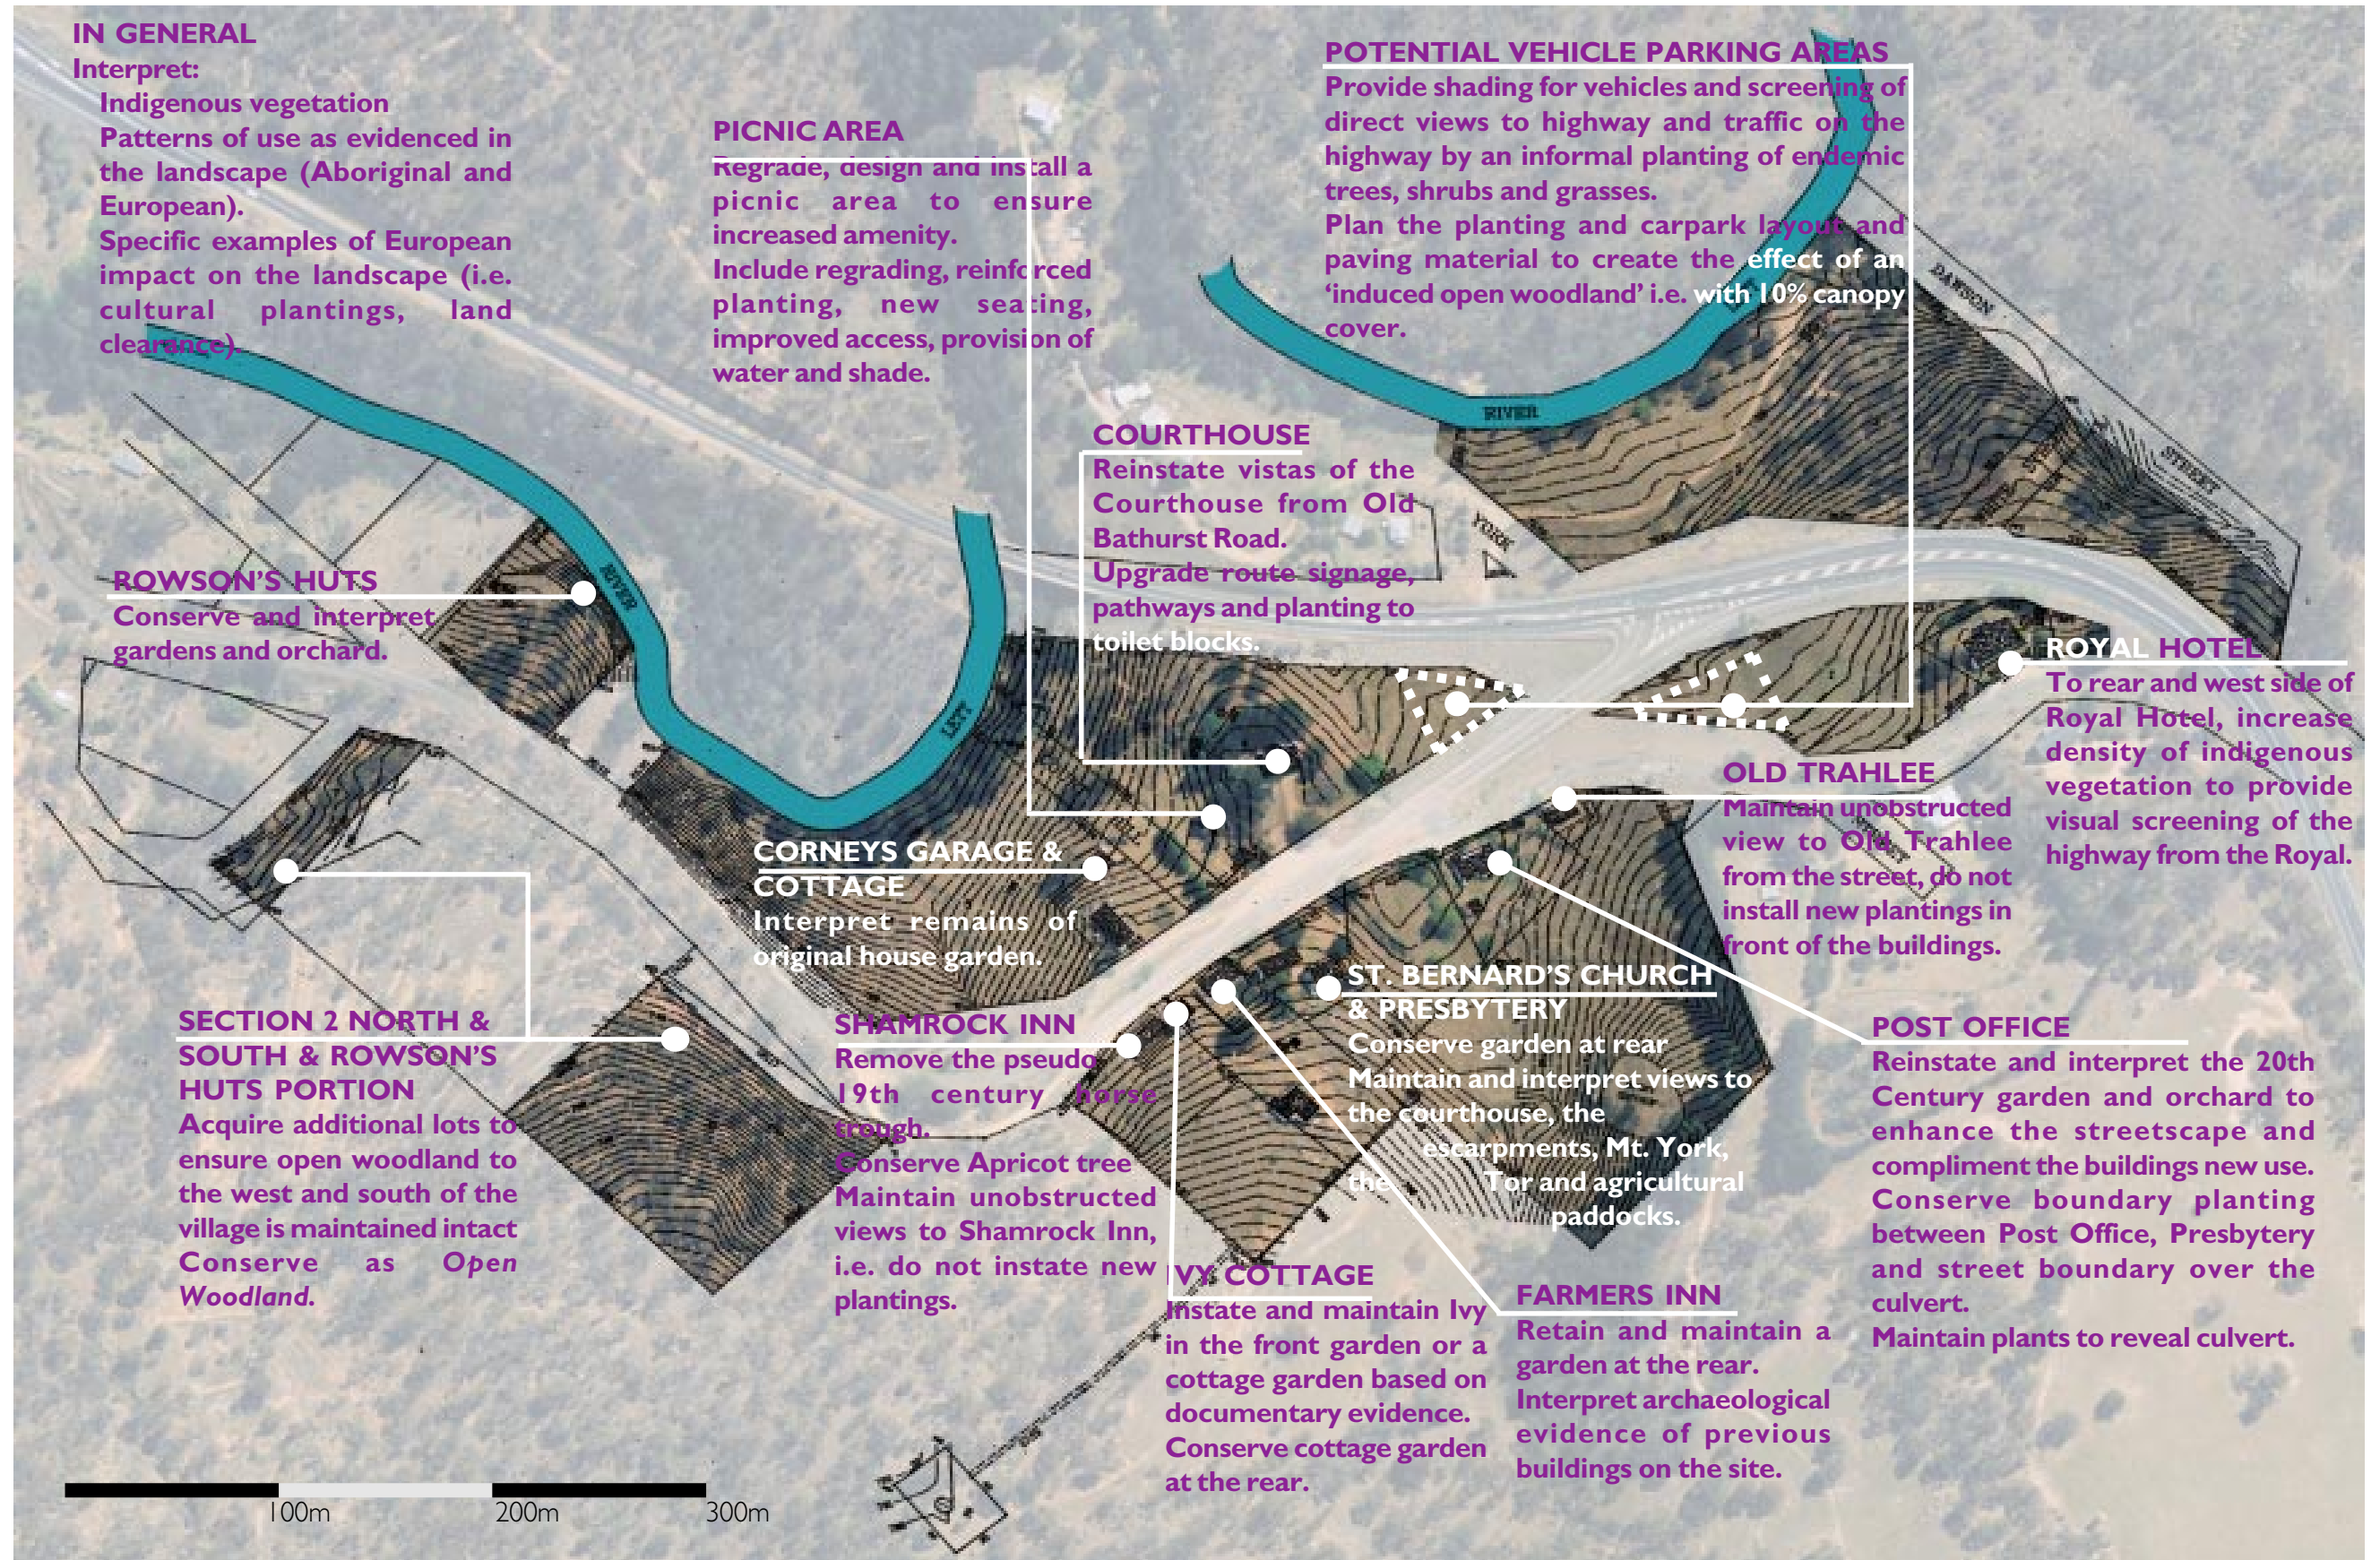 IN GENERAL
Interpret:
Indigenous vegetation
Patterns of use as evidenced in
the landscape (Aboriginal and
European).
Specific examples of European
impact on the landscape (i.e.
cultural plantings, land
clearance).
PICNIC AREA
Regrade, design and install a
picnic area to ensure
increased amenity.
Include regrading, reinforced
planting, new seating,
improved access, provision of
water and shade.
POTENTIAL VEHICLE PARKING AREAS
Provide shading for vehicles and screening of
direct views to highway and traffic on the
highway by an informal planting of endemic
trees, shrubs and grasses.
Plan the planting and carpark layout and
paving material to create the effect of an
‘induced open woodland’ i.e. with 10% canopy
cover.
COURTHOUSE
Reinstate vistas of the
Courthouse from Old
Bathurst Road.
Upgrade route signage,
pathways and planting to
toilet blocks.
DAWSON
STREET
RIVER
YORK
ROWSON’S HUTS
Conserve and interpret
gardens and orchard.
RIVER
LETT
ROYAL HOTEL
To rear and west side of
Royal Hotel, increase
density of indigenous
vegetation to provide
visual screening of the
highway from the Royal.
OLD TRAHLEE
Maintain unobstructed
view to Old Trahlee
from the street, do not
install new plantings in
front of the buildings.
CORNEYS GARAGE &
COTTAGE
Interpret remains of
original house garden.
ST. BERNARD’S CHURCH
& PRESBYTERY
Conserve garden at rear
Maintain and interpret views to
the courthouse, the
escarpments, Mt. York,
the Tor and agricultural
paddocks.
SECTION 2 NORTH &
SOUTH & ROWSON’S
HUTS PORTION
Acquire additional lots to
ensure open woodland to
the west and south of the
village is maintained intact
Conserve as Open
Woodland.
SHAMROCK INN
Remove the pseudo
19th century horse
trough.
Conserve Apricot tree
Maintain unobstructed
views to Shamrock Inn,
i.e. do not instate new
plantings.
POST OFFICE
Reinstate and interpret the 20th
Century garden and orchard to
enhance the streetscape and
compliment the buildings new use.
Conserve boundary planting
between Post Office, Presbytery
and street boundary over the
culvert.
Maintain plants to reveal culvert.
IVY COTTAGE
Instate and maintain Ivy
in the front garden or a
cottage garden based on
documentary evidence.
Conserve cottage garden
at the rear.
FARMERS INN
Retain and maintain a
garden at the rear.
Interpret archaeological
evidence of previous
buildings on the site.
100m 200m 300m